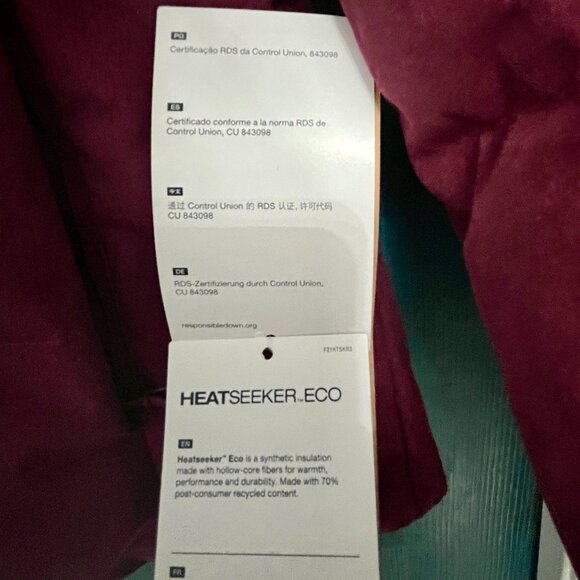 PO
Certificação RDS da Control Union, 843098
ES
Certificado conforme a la norma RDS de
Control Union, CU 843098
中文
通过 Control Union 的 RDS 认证, 许可代码
CU 843098
DE
RDS-Zertifizierung durch Control Union,
CU 843098
responsibledown.org
F21HTSKR3
HEATSEEKER™ECO
EN
Heatseeker™ Eco is a synthetic insulation
made with hollow-core fibers for warmth,
performance and durability. Made with 70%
post-consumer recycled content.
FR